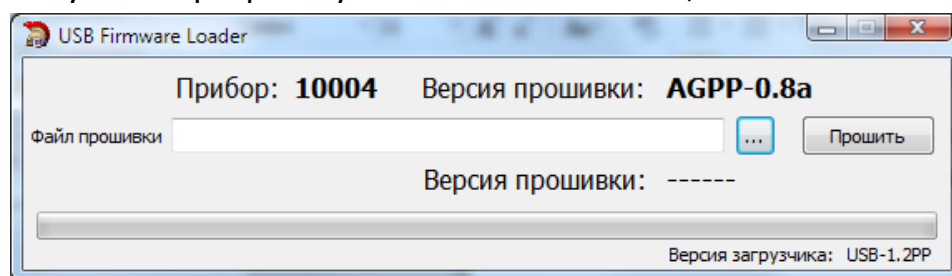 USB Firmware Loader
Прибор: 10004 Версия прошивки: AGPP-0.8a
Файл прошивки ... Прошить
Версия прошивки: ------
Версия загрузчика: USB-1.2PP